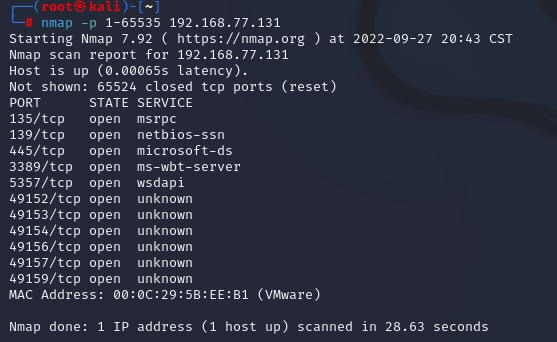 ┌──(root㉿kali)-[~]
└─# nmap -p 1-65535 192.168.77.131
Starting Nmap 7.92 ( https://nmap.org ) at 2022-09-27 20:43 CST
Nmap scan report for 192.168.77.131
Host is up (0.00065s latency).
Not shown: 65524 closed tcp ports (reset)
PORT      STATE SERVICE
135/tcp   open  msrpc
139/tcp   open  netbios-ssn
445/tcp   open  microsoft-ds
3389/tcp  open  ms-wbt-server
5357/tcp  open  wsdapi
49152/tcp open  unknown
49153/tcp open  unknown
49154/tcp open  unknown
49156/tcp open  unknown
49157/tcp open  unknown
49159/tcp open  unknown
MAC Address: 00:0C:29:5B:EE:B1 (VMware)
Nmap done: 1 IP address (1 host up) scanned in 28.63 seconds